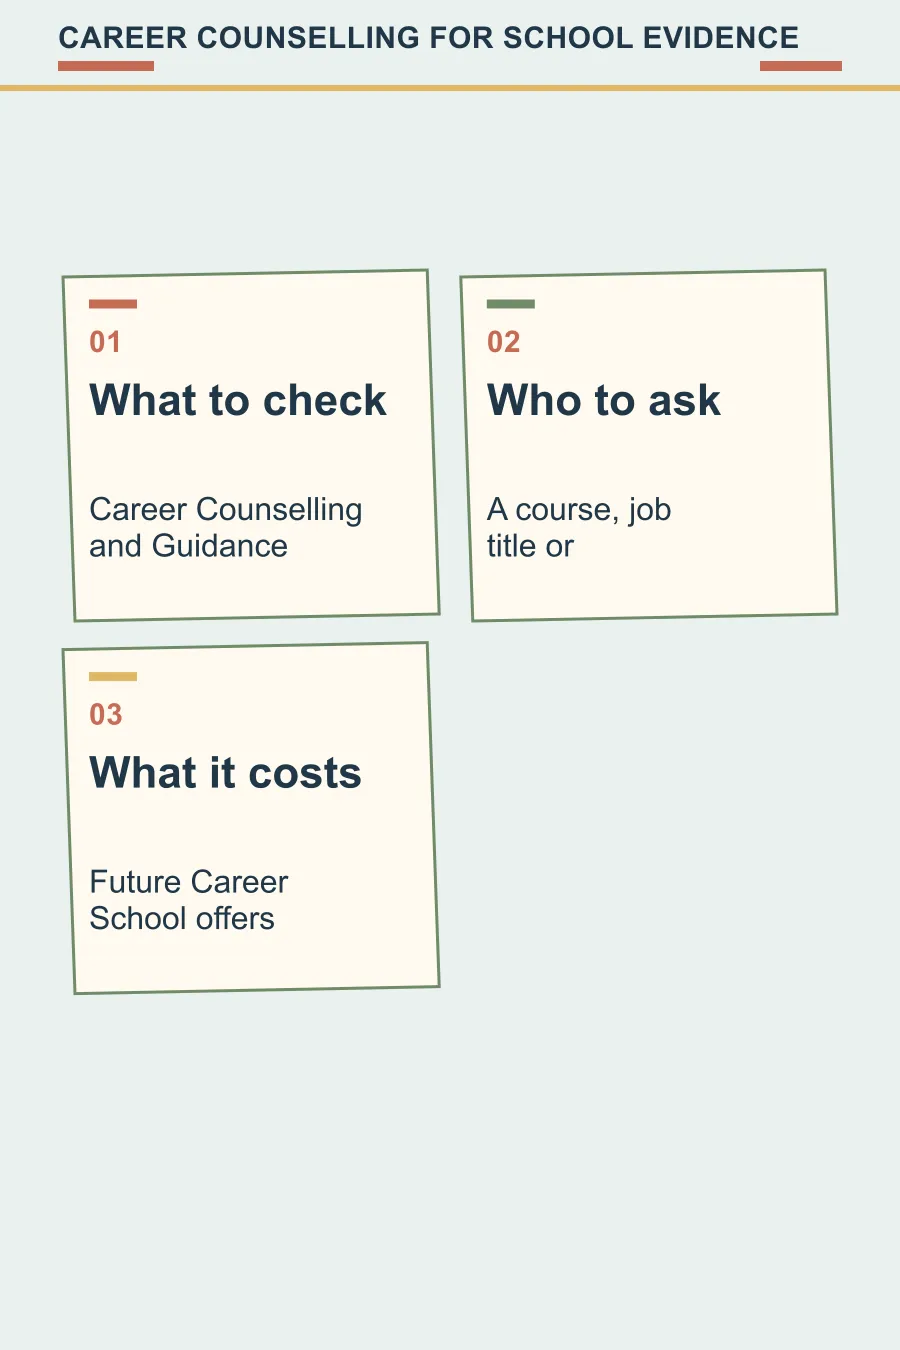 CAREER COUNSELLING FOR SCHOOL EVIDENCE
01
What to check
Career Counselling
and Guidance
02
Who to ask
A course, job
title or
03
What it costs
Future Career
School offers